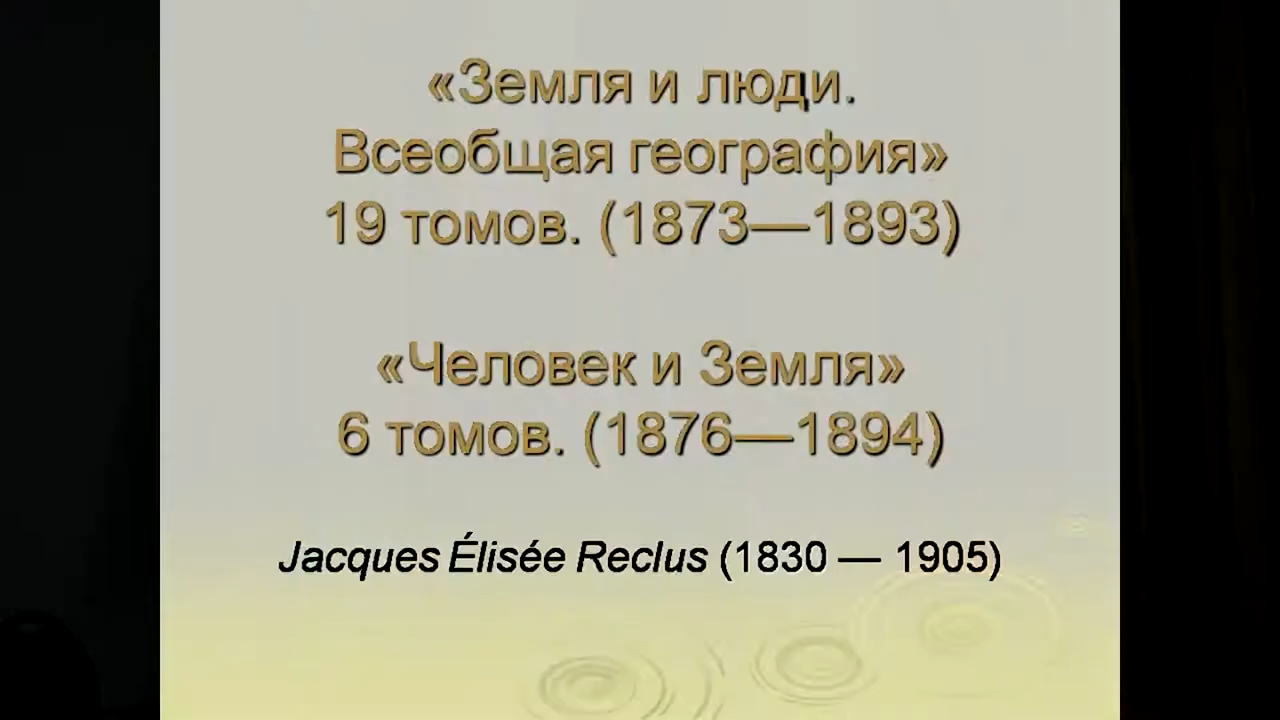 «Земля и люди.
Всеобщая география»
19 томов. (1873—1893)
«Человек и Земля»
6 томов. (1876—1894)
Jacques Élisée Reclus (1830 — 1905)